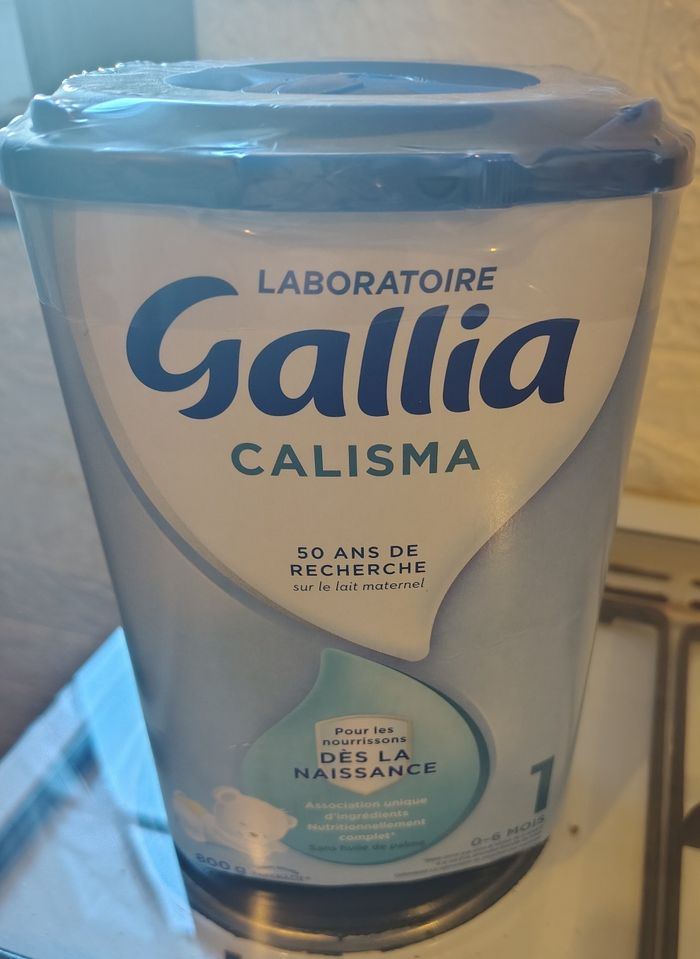 LABORATOIRE
Gallia
CALISMA
50 ANS DE
RECHERCHE
sur le lait maternel
Pour les
nourrissons
DÈS LA
NAISSANCE
Association unique
d'ingrédients
Nutritionnellement
complet*
Sans huile de palme
1
0-6 MOIS
800 g